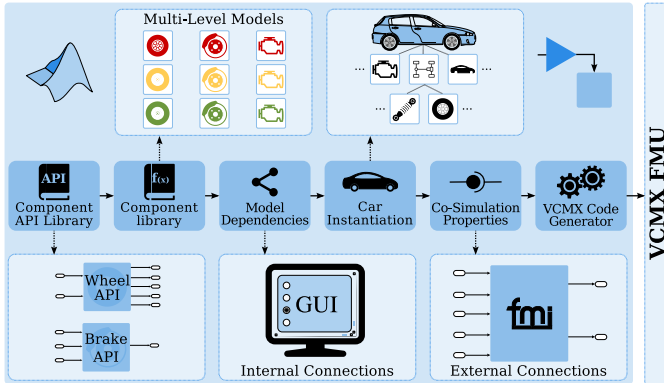 Multi-Level Models
...
...
...
...
API
Component
API Library
f(x)
Component
library
Model
Dependencies
Car
Instantiation
Co-Simulation
Properties
VCMX Code
Generator
VCMX FMU
Wheel
API
Brake
API
GUI
Internal Connections
fmi
External Connections